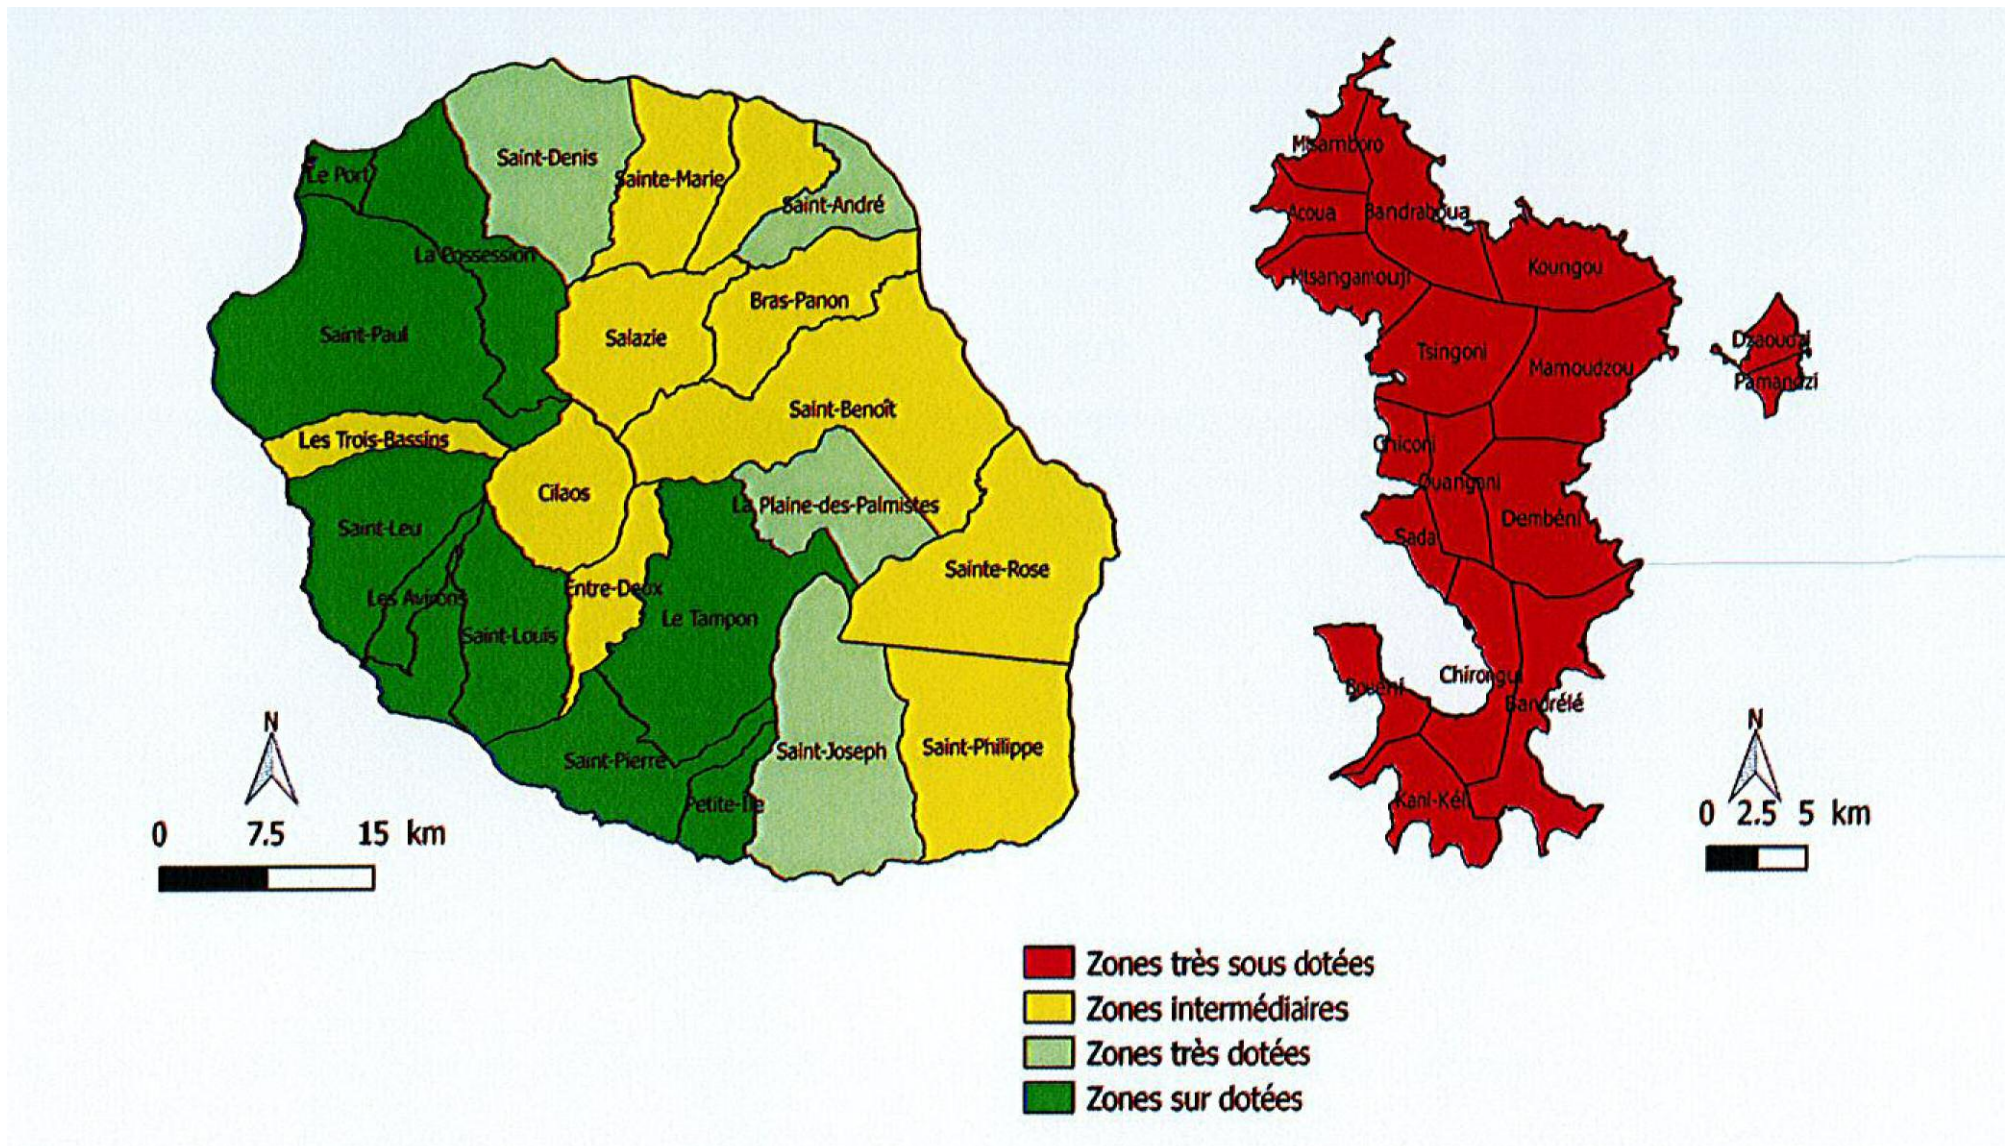 Saint-Denis
Sainte-Marie
Le Port
Saint-André
La Possession
Bras-Panon
Saint-Paul
Salazie
Saint-Benoît
Les Trois-Bassins
Cilaos
La Plaine-des-Palmistes
Saint-Leu
Sainte-Rose
Entre-Deux
Les Avirons
Le Tampon
Saint-Louis
Saint-Joseph
Saint-Philippe
Saint-Pierre
Petite-Ile
N
0 7.5 15 km
Mtsamboro
Acoua
Bandraboua
Koungou
Mtsangamouji
Dzaoudzi
Tsingoni
Mamoudzou
Pamandzi
Chiconi
Ouangani
Dembéni
Sada
Chirongui
Bouéni
Bandrélé
Kani-Kéli
N
0 2.5 5 km
Zones très sous dotées
Zones intermédiaires
Zones très dotées
Zones sur dotées